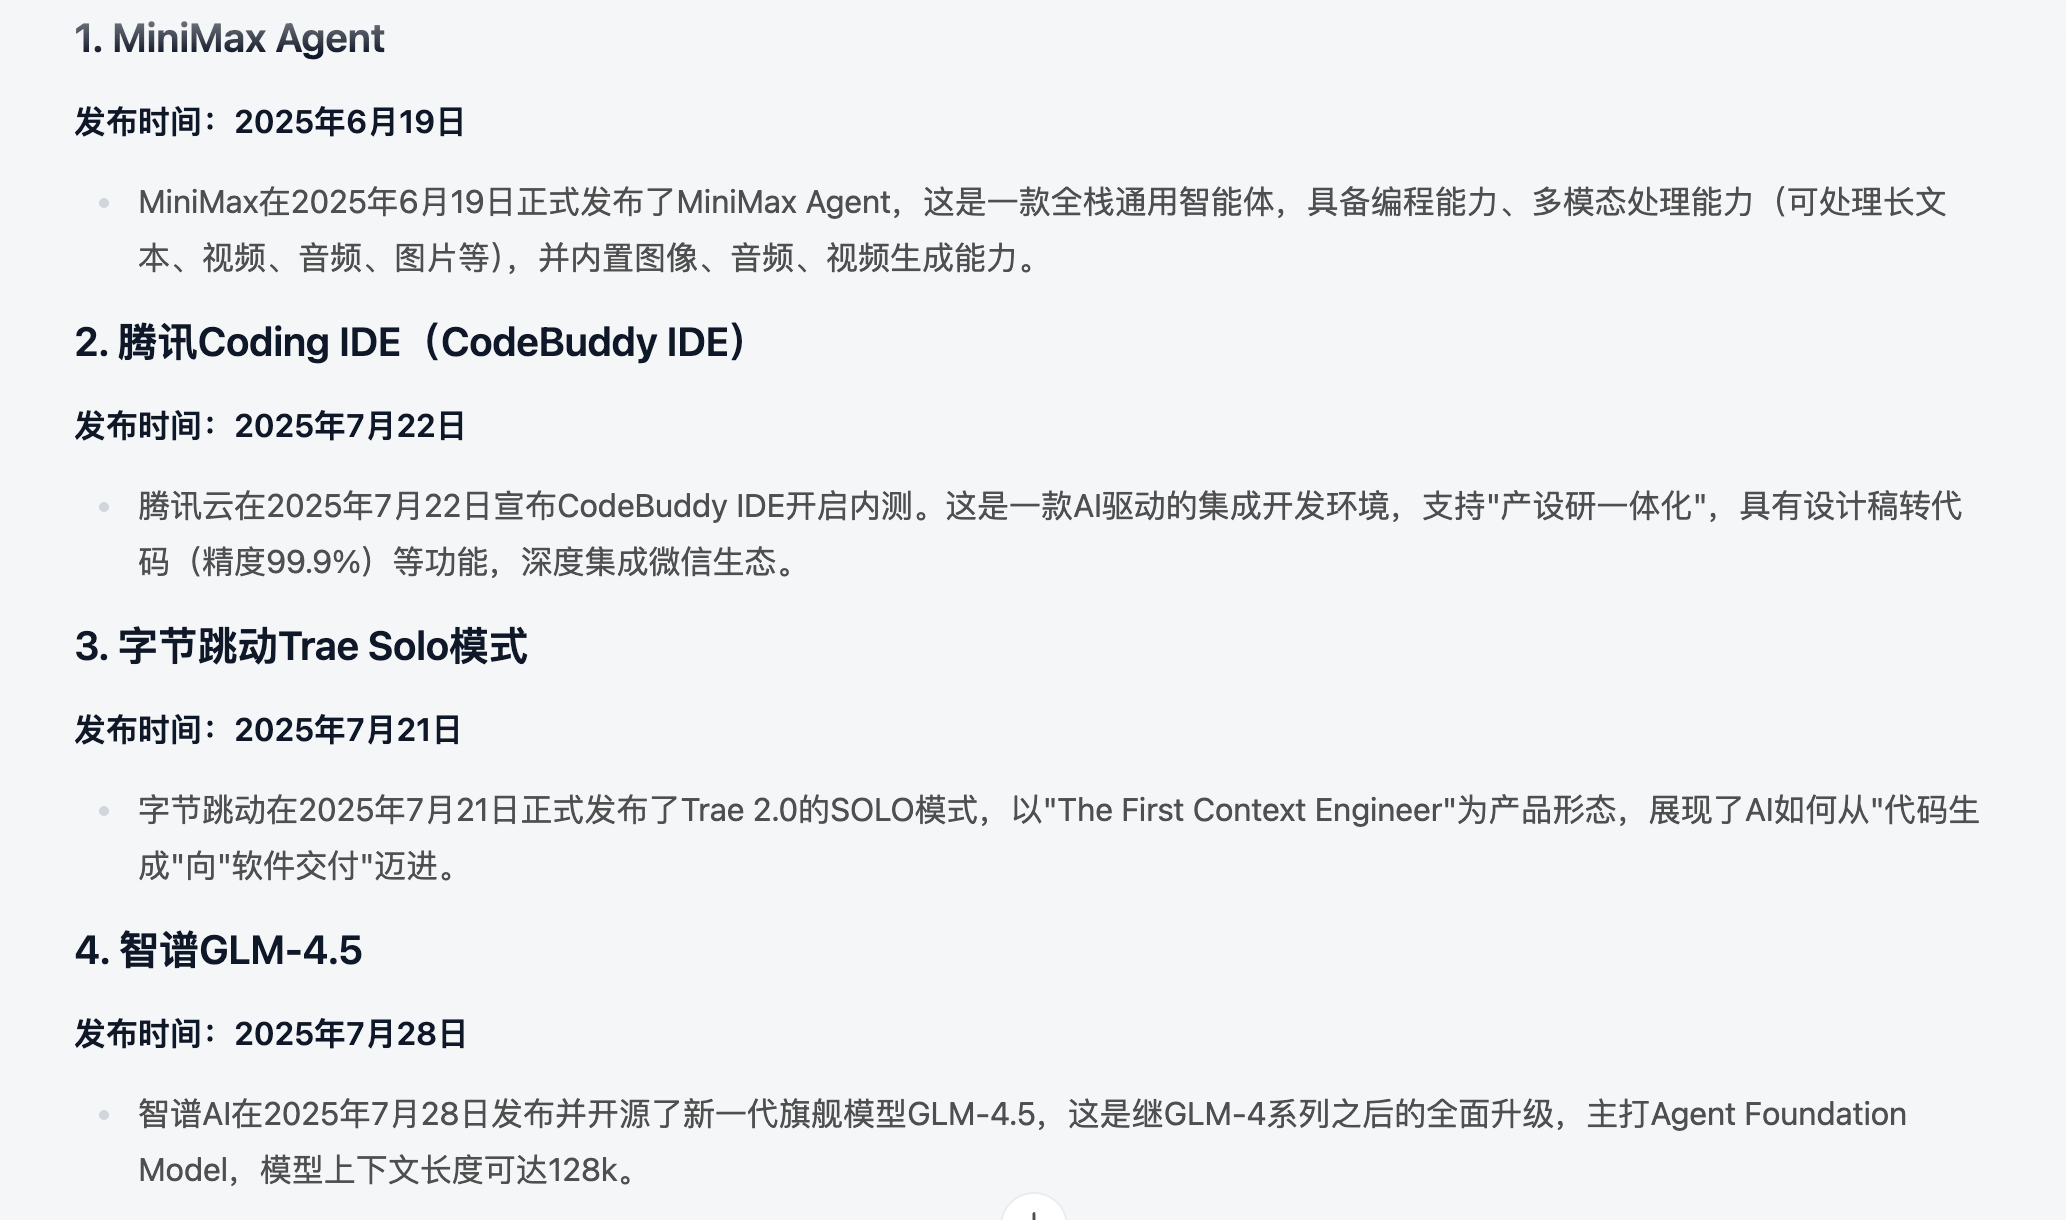 1. MiniMax Agent
发布时间：2025年6月19日
MiniMax在2025年6月19日正式发布了MiniMax Agent，这是一款全栈通用智能体，具备编程能力、多模态处理能力（可处理长文
本、视频、音频、图片等），并内置图像、音频、视频生成能力。
2. 腾讯Coding IDE（CodeBuddy IDE）
发布时间：2025年7月22日
腾讯云在2025年7月22日宣布CodeBuddy IDE开启内测。这是一款AI驱动的集成开发环境，支持"产设研一体化"，具有设计稿转代
码（精度99.9%）等功能，深度集成微信生态。
3. 字节跳动Trae Solo模式
发布时间：2025年7月21日
字节跳动在2025年7月21日正式发布了Trae 2.0的SOLO模式，以"The First Context Engineer"为产品形态，展现了AI如何从"代码生
成"向"软件交付"迈进。
4. 智谱GLM-4.5
发布时间：2025年7月28日
智谱AI在2025年7月28日发布并开源了新一代旗舰模型GLM-4.5，这是继GLM-4系列之后的全面升级，主打Agent Foundation
Model，模型上下文长度可达128k。